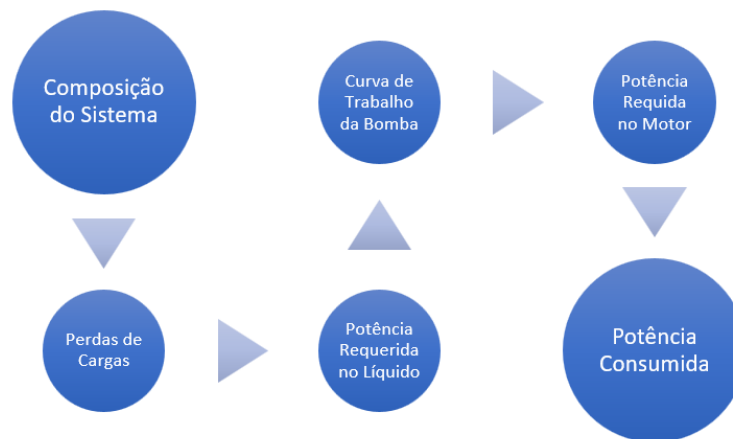 Composição
do Sistema
Perdas de
Cargas
Potência
Requerida
no Líquido
Curva de
Trabalho
da Bomba
Potência
Requida
no Motor
Potência
Consumida